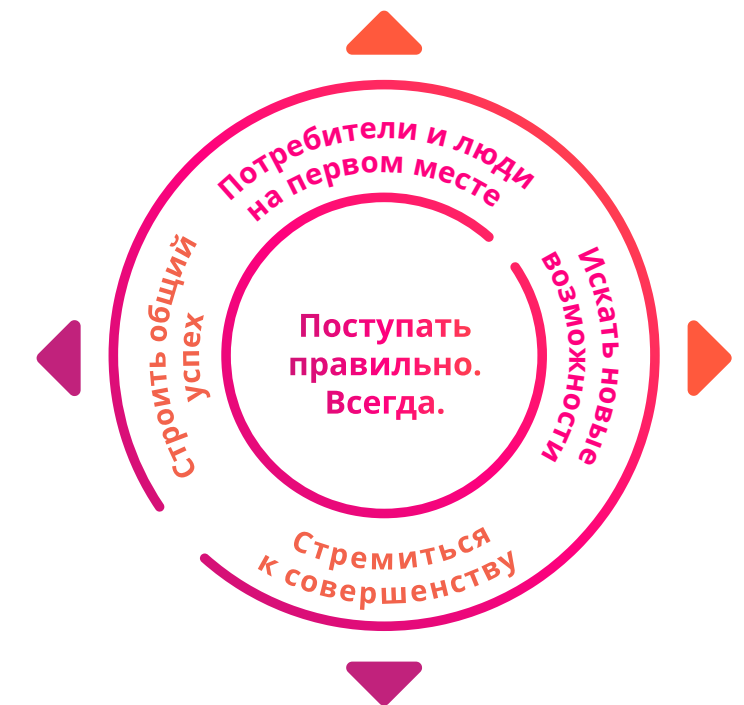 Потребители и люди
на первом месте
Искать новые
возможности
Стремиться
к совершенству
Строить общий
успех
Поступать
правильно.
Всегда.